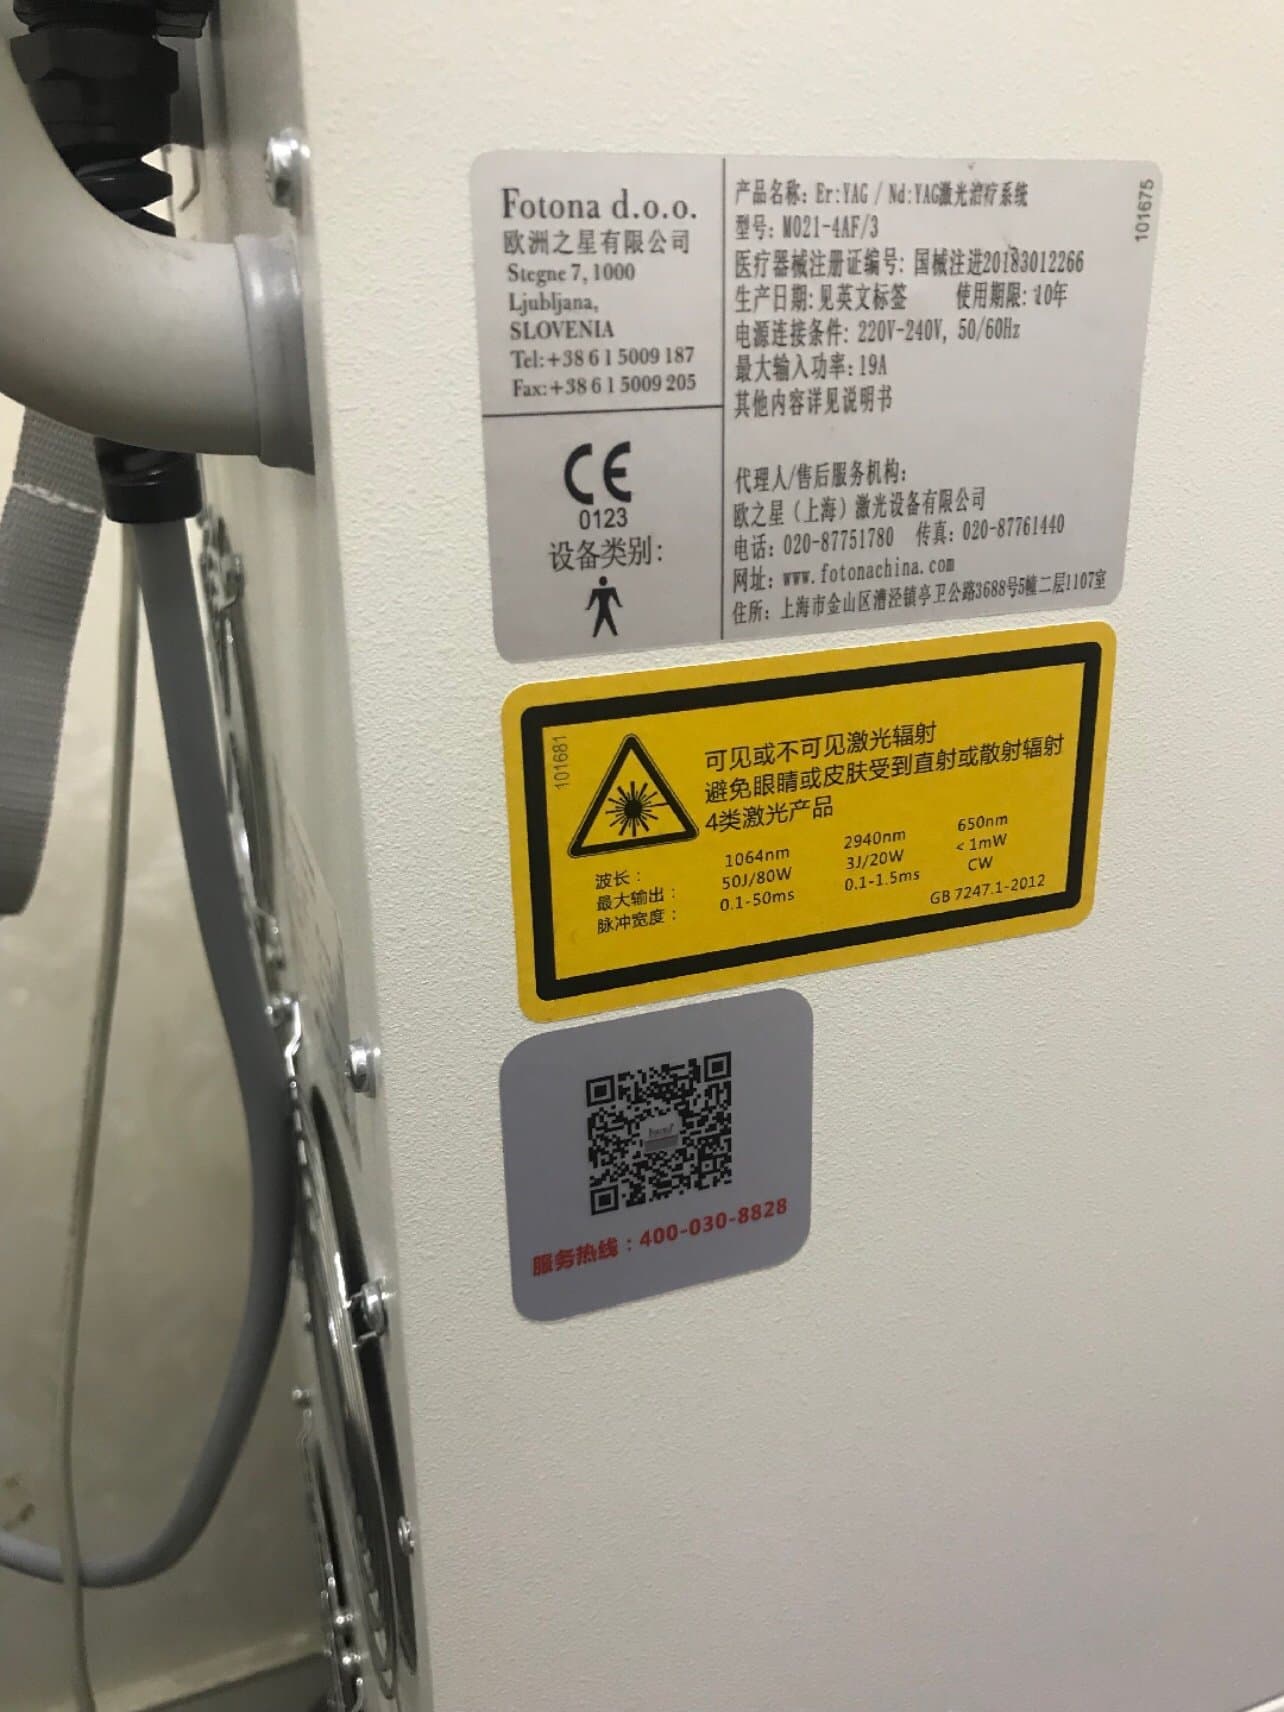 Fotona d.o.o.
欧洲之星有限公司
Stegne 7, 1000
Ljubljana,
SLOVENIA
Tel:+38 6 1 5009 187
Fax:+38 6 1 5009 205
CE
0123
设备类别:
产品名称: Er:YAG / Nd:YAG激光治疗系统
型号: M021-4AF/3
医疗器械注册证编号: 国械注进20183012266
生产日期: 见英文标签 使用期限: 10年
电源连接条件: 220V-240V, 50/60Hz
最大输入功率: 19A
其他内容详见说明书
代理人/售后服务机构:
欧之星（上海）激光设备有限公司
电话: 020-87751780 传真: 020-87761440
网址: www.fotonachina.com
住所: 上海市金山区漕泾镇亭卫公路3688号5幢二层1107室
101675
101681
可见或不可见激光辐射
避免眼睛或皮肤受到直射或散射辐射
4类激光产品
波长: 1064nm 2940nm 650nm
最大输出: 50J/80W 3J/20W <1mW
脉冲宽度: 0.1-50ms 0.1-1.5ms CW
GB 7247.1-2012
Fotona
服务热线：400-030-8828